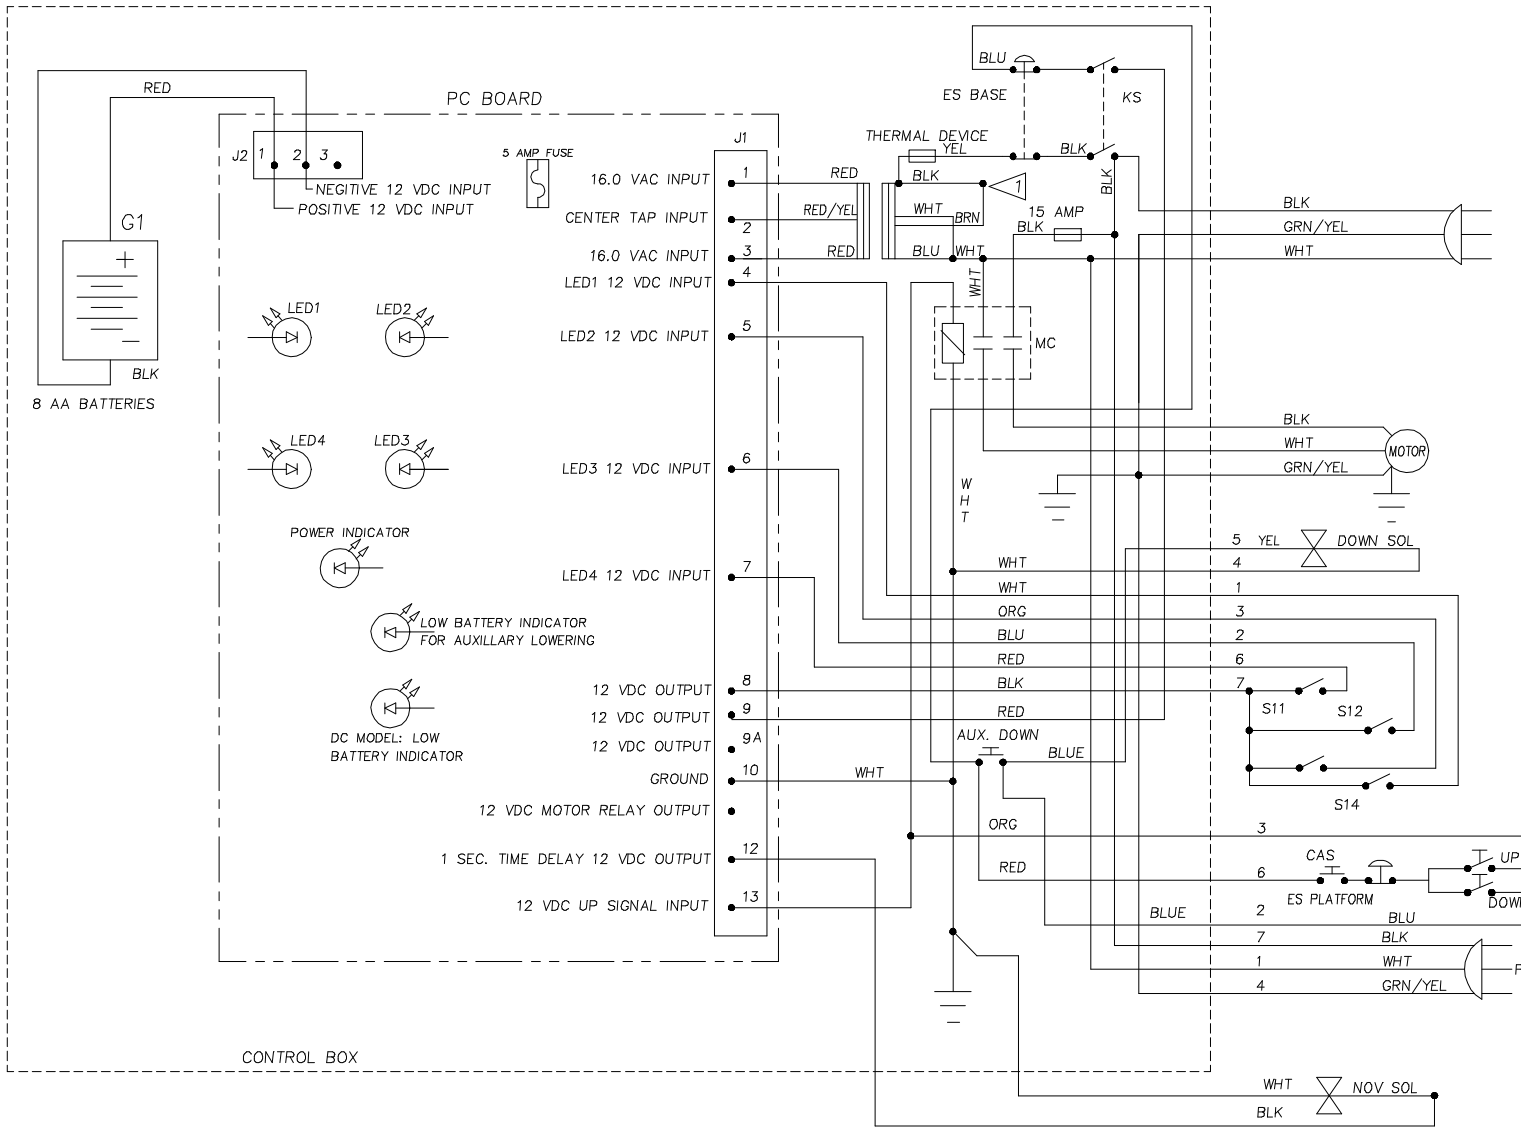 BLU
ES BASE
KS
RED
PC BOARD
J1
THERMAL DEVICE
YEL
BLK
J2 1 2 3
5 AMP FUSE
NEGITIVE 12 VDC INPUT
POSITIVE 12 VDC INPUT
16.0 VAC INPUT 1
RED
BLK
1
BLK
CENTER TAP INPUT 2
RED/YEL
WHT
BRN
15 AMP
BLK
16.0 VAC INPUT 3
RED
BLU WHT
WHT
LED1 12 VDC INPUT 4
BLK
GRN/YEL
WHT
G1
+
−
BLK
8 AA BATTERIES
LED1
LED2
LED2 12 VDC INPUT 5
MC
LED4
LED3
LED3 12 VDC INPUT 6
BLK
WHT
GRN/YEL
MOTOR
WHT
POWER INDICATOR
5 YEL DOWN SOL
WHT 4
LED4 12 VDC INPUT 7
WHT 1
ORG 3
BLU 2
RED 6
BLK 7
LOW BATTERY INDICATOR
FOR AUXILLARY LOWERING
12 VDC OUTPUT 8
12 VDC OUTPUT 9
RED
S11
S12
DC MODEL: LOW
BATTERY INDICATOR
12 VDC OUTPUT 9A
AUX. DOWN
BLUE
GROUND 10
WHT
S14
12 VDC MOTOR RELAY OUTPUT
ORG 3
1 SEC. TIME DELAY 12 VDC OUTPUT 12
RED 6
CAS
UP
ES PLATFORM
12 VDC UP SIGNAL INPUT 13
BLUE 2 BLU
7 BLK
1 WHT
4 GRN/YEL
CONTROL BOX
WHT NOV SOL
BLK